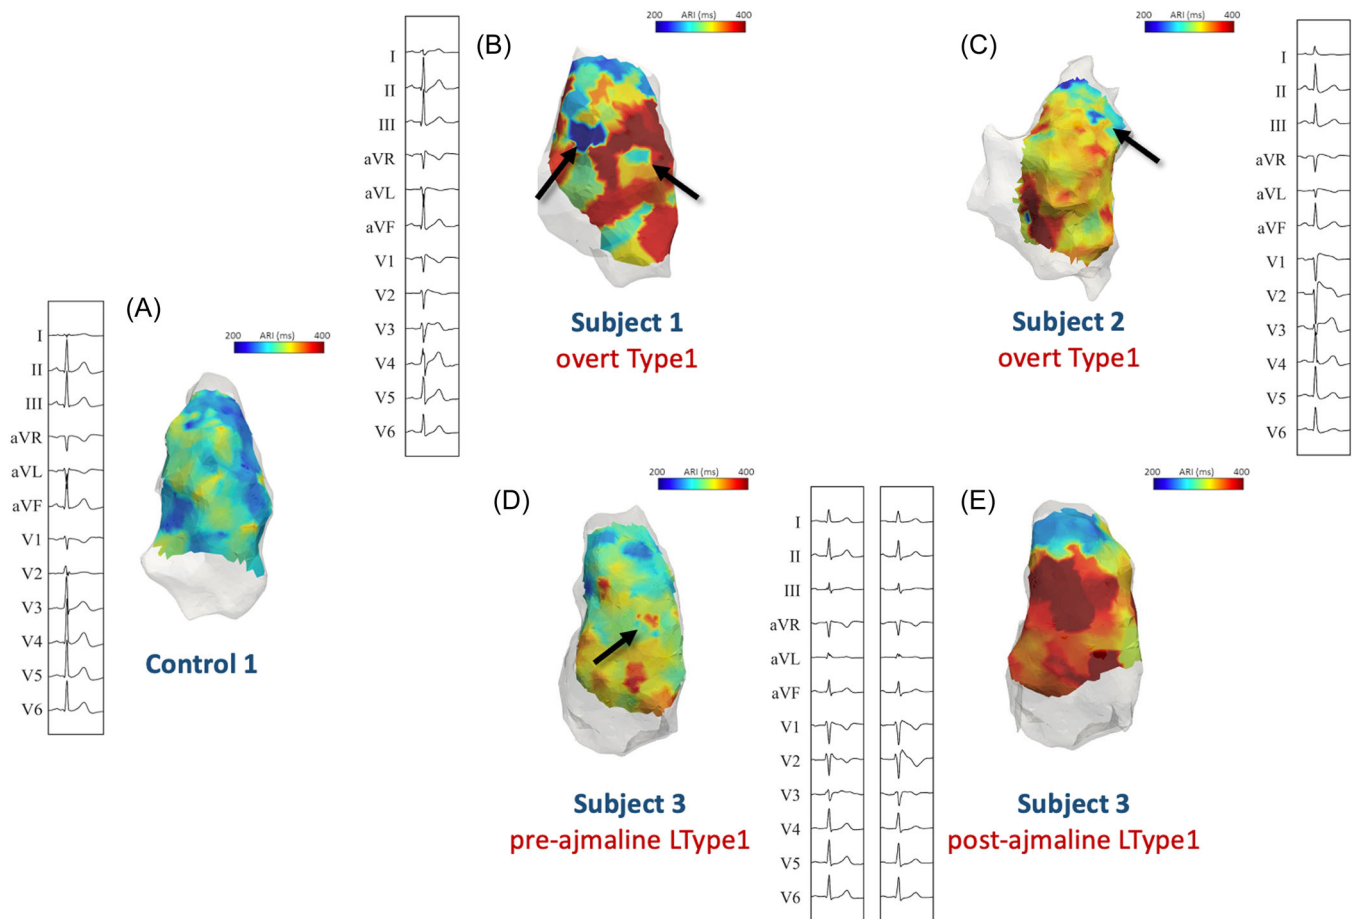 (A)
I
II
III
aVR
aVL
aVF
V1
V2
V3
V4
V5
V6
200 ARI (ms) 400
Control 1
I
II
III
aVR
aVL
aVF
V1
V2
V3
V4
V5
V6
(B)
200 ARI (ms) 400
Subject 1
overt Type1
(C)
200 ARI (ms) 400
Subject 2
overt Type1
I
II
III
aVR
aVL
aVF
V1
V2
V3
V4
V5
V6
(D)
200 ARI (ms) 400
Subject 3
pre-ajmaline LType1
I
II
III
aVR
aVL
aVF
V1
V2
V3
V4
V5
V6
(E)
200 ARI (ms) 400
Subject 3
post-ajmaline LType1